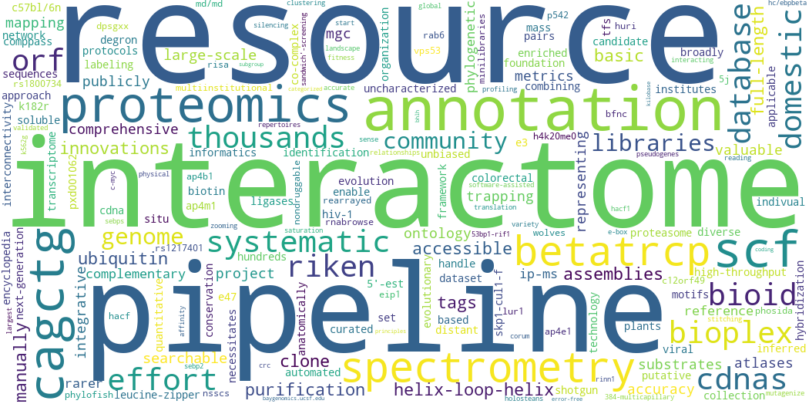 resource
interactome
pipeline
proteomics
annotation
spectrometry
systematic
betatrcp
scf
cagctg
orf
riken
bioid
bioplex
cdnas
effort
thousands
community
libraries
database
domestic
full-length
genome
innovations
comprehensive
ubiquitin
complementary
project
integrative
manually
next-generation
encyclopedia
interconnectivity
transcriptome
pxd001062
mapping
network
comppass
c57bl/6n
md/md
dpsgxx
degron
protocols
labeling
risa
publicly
large-scale
multiinstitutional
silencing
clustering
start
sandwich-screening
co-complex
mgc
landscape
fitness
subgroup
global
rab6
vps53
organization
uncharacterized
phylogenetic
minilibraries
p542
mass
pairs
enriched
foundation
metrics
combining
tfs
huri
candidate
basic
bfnc
institutes
broadly
interacting
hc/ebpbeta
5j
applicable
valuable
indivual
approach
sequences
rs1800734
k182r
soluble
validated
informatics
identification
unbiased
relationships
sense
profiling
accurate
repertoires
h4k20me0
e3
representing
pseudogenes
reading
physical
c-myc
cdna
ap4b1
biotin
ap4m1
ligases
evolution
enable
rearrayed
hiv-1
rnabrowse
nondruggable
framework
colorectal
software-assisted
trapping
translation
hacf1
situ
zooming
saturation
53bp1-rif1
variety
e-box
ontology
wolves
proteasome
diverse
accessible
hundreds
rs1217401
conservation
necessitates
e47
quantitative
hacf
searchable
rarer
phylofish
leucine-zipper
nsscs
purification
clone
automated
anatomically
affinity
sebp2
crc
5'-est
eip1
curated
set
tags
based
distant
evolutionary
handle
dataset
ip-ms
skp1-cul1-f
lur1
ap4e1
corum
principles
helix-loop-helix
shotgun
384-multicapillary
accuracy
technology
assemblies
plants
viral
substrates
putative
rinn1
collection
atlases
reference
motifs
high-throughput
c12orf49
coding
phosida
inferred
hybridization
mutagenize
holosteans
error-free
baygenomics.ucsf.edu
largest